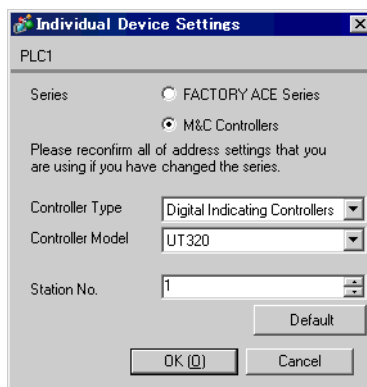 Individual Device Settings
PLC1
Series
FACTORY ACE Series
M&C Controllers
Please reconfirm all of address settings that you
are using if you have changed the series.
Controller Type Digital Indicating Controllers
Controller Model UT320
Station No. 1
Default
OK (O) Cancel